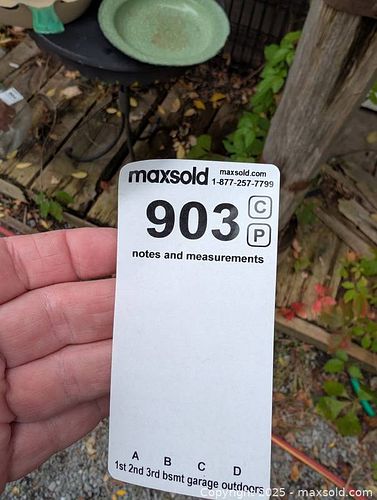 maxsold maxsold.com
1-877-257-7799
903 C
P
notes and measurements
A B C D
1st 2nd 3rd bsmt garage outdoors
Copyright ©2025 - maxsold.com